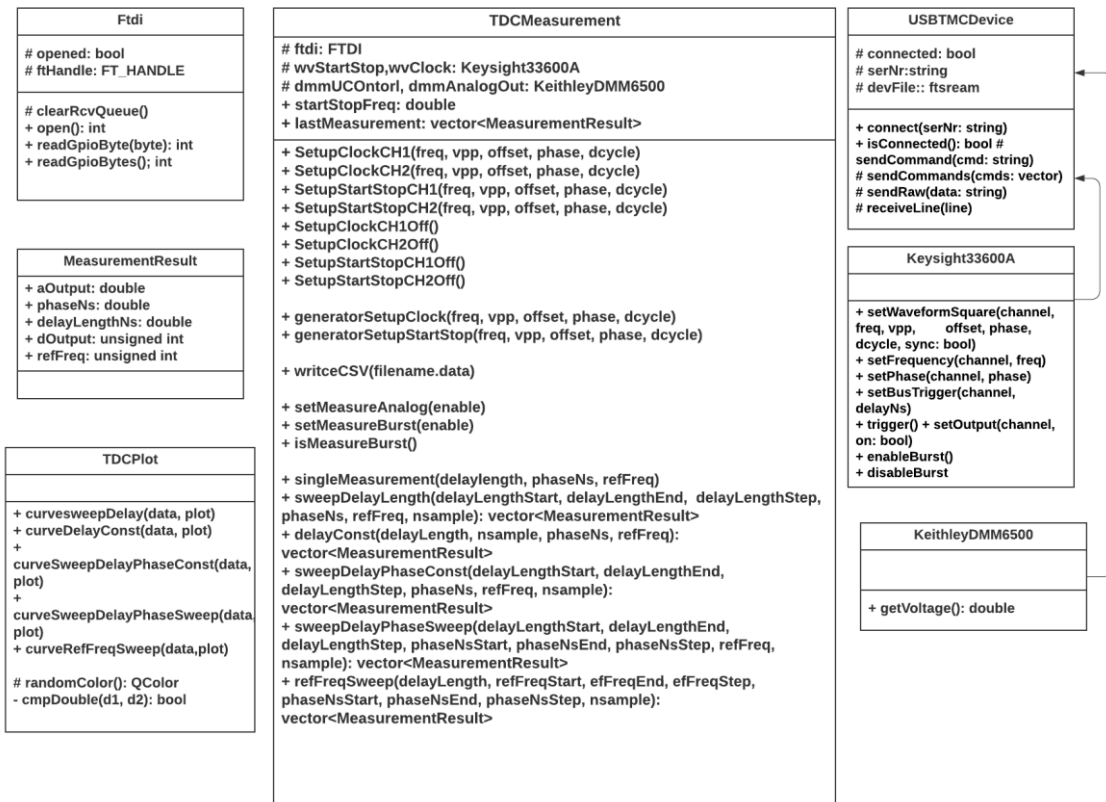 Ftdi
# opened: bool
# ftHandle: FT_HANDLE
# clearRcvQueue()
+ open(): int
+ readGpioByte(byte): int
+ readGpioBytes(); int
MeasurementResult
+ aOutput: double
+ phaseNs: double
+ delayLengthNs: double
+ dOutput: unsigned int
+ refFreq: unsigned int
TDCPlot
+ curvesweepDelay(data, plot)
+ curveDelayConst(data, plot)
+
curveSweepDelayPhaseConst(data,
plot)
+
curveSweepDelayPhaseSweep(data,
plot)
+ curveRefFreqSweep(data,plot)
# randomColor(): QColor
- cmpDouble(d1, d2): bool
TDCMeasurement
# ftdi: FTDI
# wvStartStop,wvClock: Keysight33600A
# dmmUCOntorl, dmmAnalogOut: KeithleyDMM6500
+ startStopFreq: double
+ lastMeasurement: vector<MeasurementResult>
+ SetupClockCH1(freq, vpp, offset, phase, dcycle)
+ SetupClockCH2(freq, vpp, offset, phase, dcycle)
+ SetupStartStopCH1(freq, vpp, offset, phase, dcycle)
+ SetupStartStopCH2(freq, vpp, offset, phase, dcycle)
+ SetupClockCH1Off()
+ SetupClockCH2Off()
+ SetupStartStopCH1Off()
+ SetupStartStopCH2Off()
+ generatorSetupClock(freq, vpp, offset, phase, dcycle)
+ generatorSetupStartStop(freq, vpp, offset, phase, dcycle)
+ writceCSV(filename.data)
+ setMeasureAnalog(enable)
+ setMeasureBurst(enable)
+ isMeasureBurst()
+ singleMeasurement(delaylength, phaseNs, refFreq)
+ sweepDelayLength(delayLengthStart, delayLengthEnd, delayLengthStep,
phaseNs, refFreq, nsample): vector<MeasurementResult>
+ delayConst(delayLength, nsample, phaseNs, refFreq):
vector<MeasurementResult>
+ sweepDelayPhaseConst(delayLengthStart, delayLengthEnd,
delayLengthStep, phaseNs, refFreq, nsample):
vector<MeasurementResult>
+ sweepDelayPhaseSweep(delayLengthStart, delayLengthEnd,
delayLengthStep, phaseNsStart, phaseNsEnd, phaseNsStep, refFreq,
nsample): vector<MeasurementResult>
+ refFreqSweep(delayLength, refFreqStart, efFreqEnd, efFreqStep,
phaseNsStart, phaseNsEnd, phaseNsStep, nsample):
vector<MeasurementResult>
USBTMCDevice
# connected: bool
# serNr:string
# devFile:: ftsream
+ connect(serNr: string)
+ isConnected(): bool #
sendCommand(cmd: string)
# sendCommands(cmds: vector)
# sendRaw(data: string)
# receiveLine(line)
Keysight33600A
+ setWaveformSquare(channel,
freq, vpp, offset, phase,
dcycle, sync: bool)
+ setFrequency(channel, freq)
+ setPhase(channel, phase)
+ setBusTrigger(channel,
delayNs)
+ trigger() + setOutput(channel,
on: bool)
+ enableBurst()
+ disableBurst
KeithleyDMM6500
+ getVoltage(): double